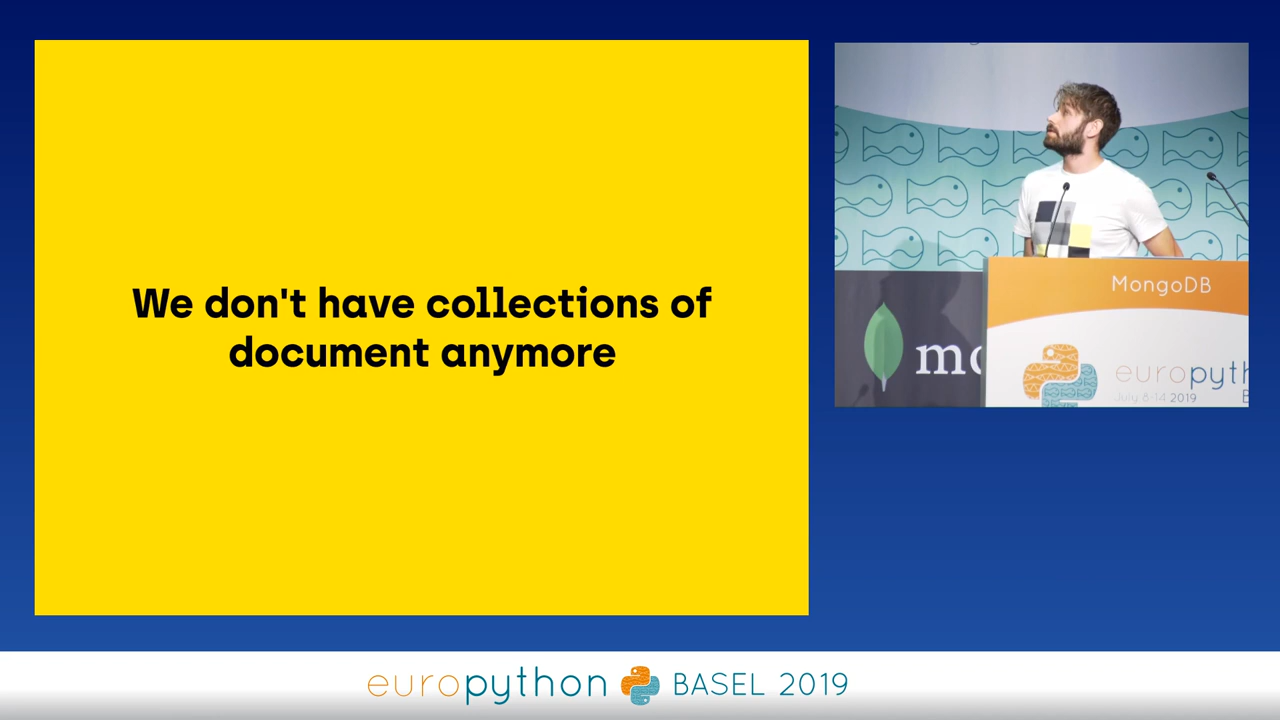 We don't have collections of
document anymore
MongoDB
europyth
July 8-14 2019
europython BASEL 2019